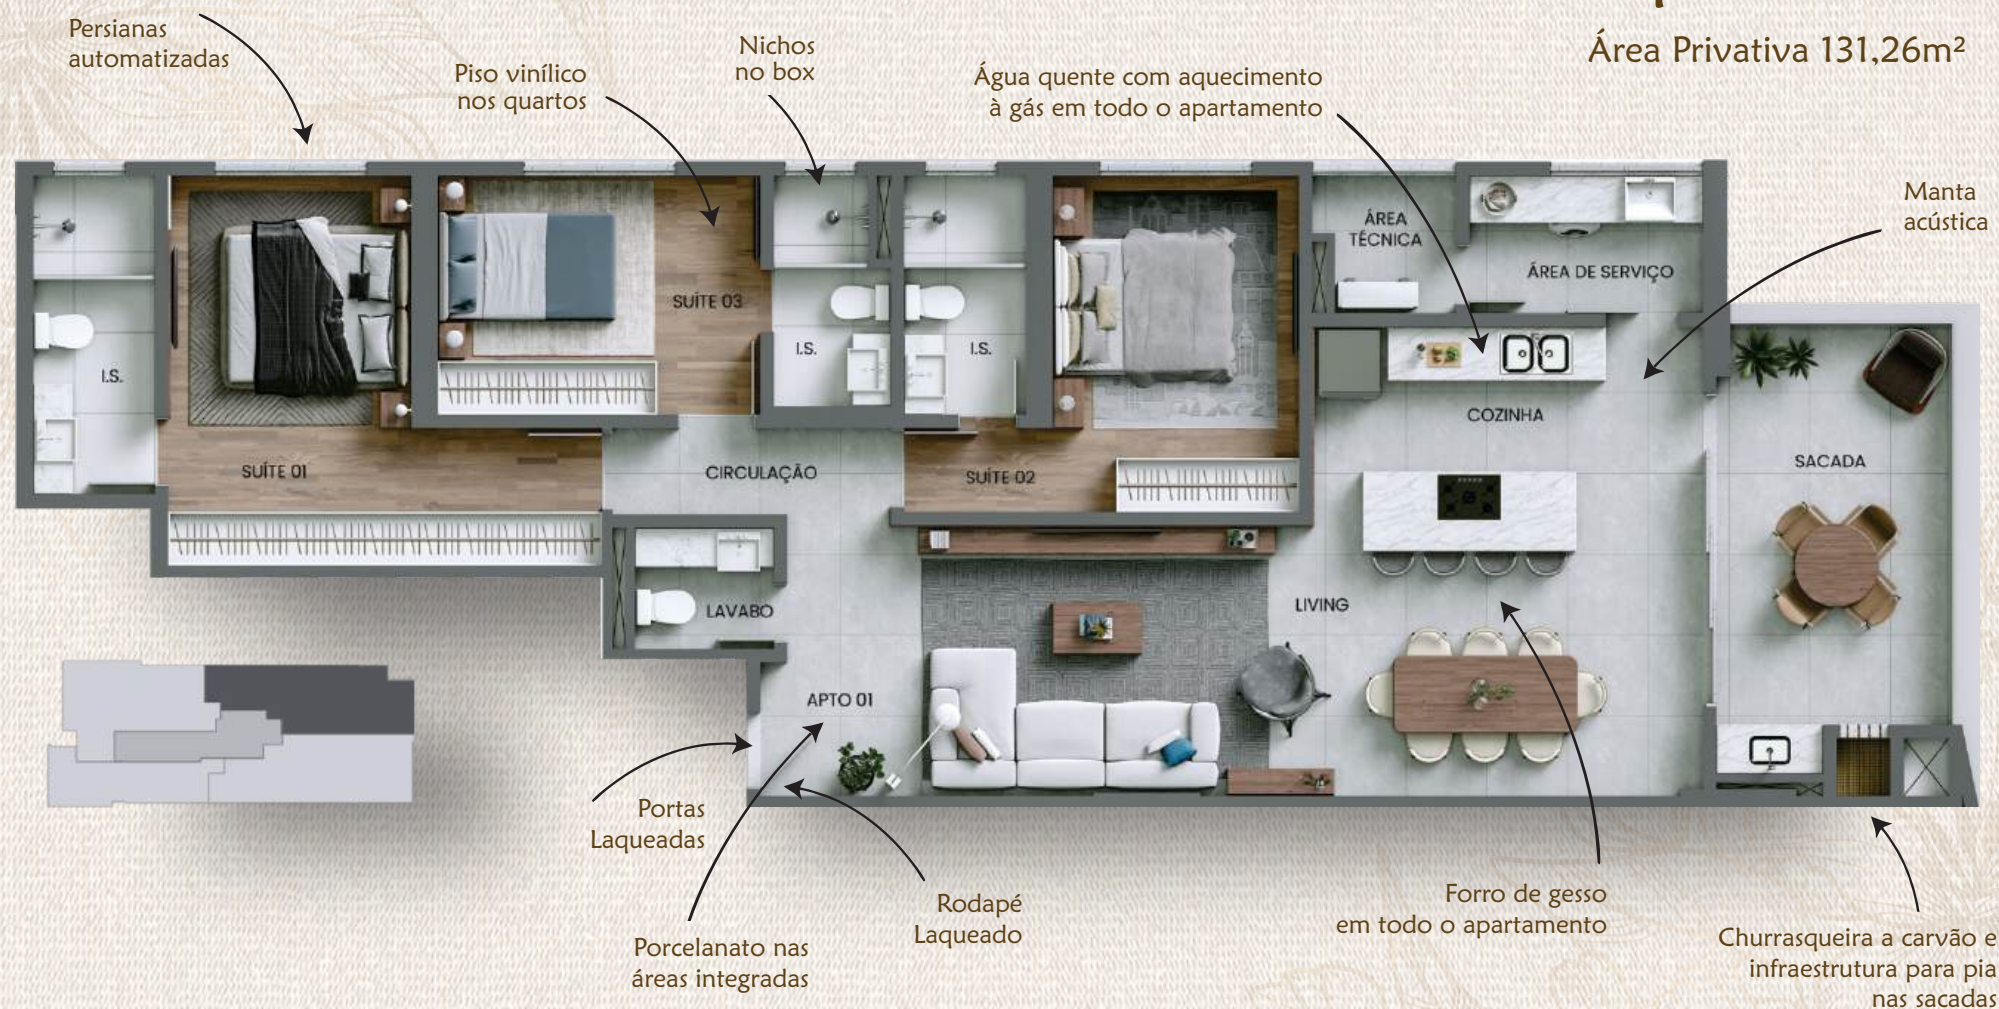 Área Privativa 131,26m²
Persianas
automatizadas
Piso vinílico
nos quartos
Nichos
no box
Água quente com aquecimento
à gás em todo o apartamento
Manta
acústica
ÁREA
TÉCNICA
ÁREA DE SERVIÇO
SUÍTE 03
I.S.
I.S.
I.S.
COZINHA
SUÍTE 01
CIRCULAÇÃO
SUÍTE 02
SACADA
LAVABO
LIVING
APTO 01
Portas
Laqueadas
Porcelanato nas
áreas integradas
Rodapé
Laqueado
Forro de gesso
em todo o apartamento
Churrasqueira a carvão e
infraestrutura para pia
nas sacadas